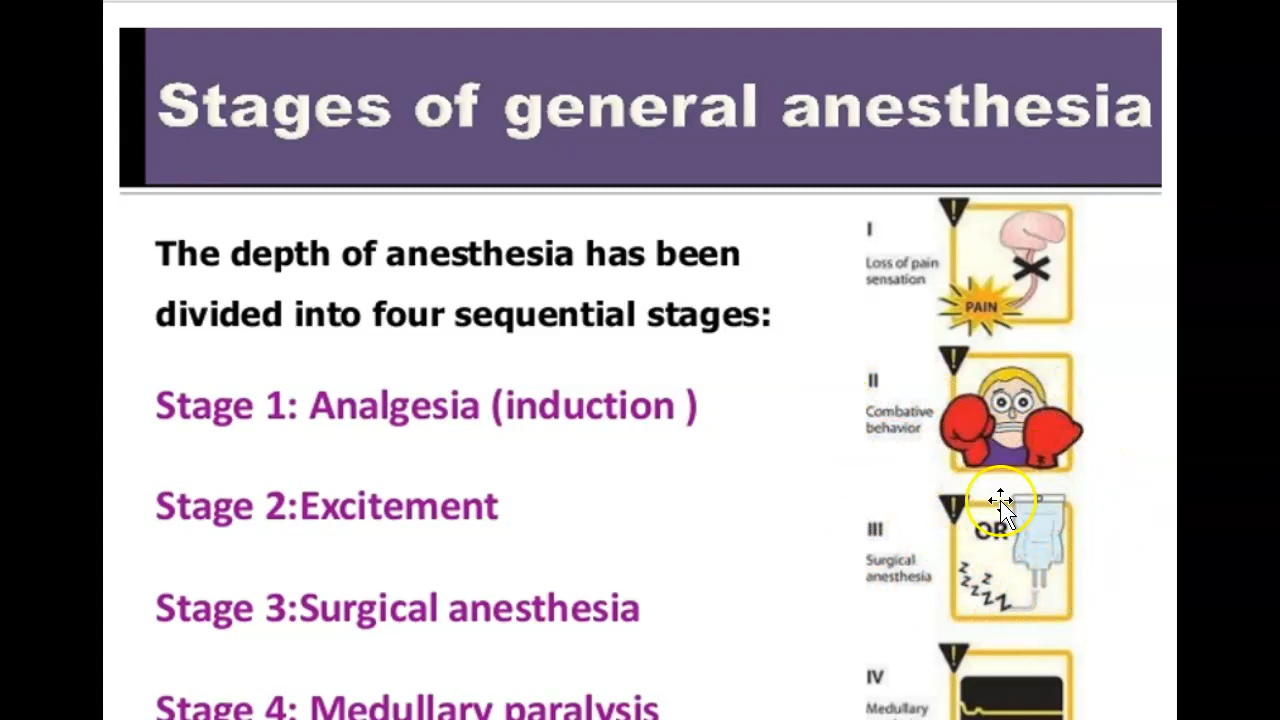 Stages of general anesthesia
The depth of anesthesia has been
divided into four sequential stages:
Stage 1: Analgesia (induction )
Stage 2:Excitement
Stage 3:Surgical anesthesia
Stage 4: Medullary paralysis
I
Loss of pain
sensation
PAIN
II
Combative
behavior
III
Surgical
anesthesia
OR
z
z
z
z
z
Z
Z
IV
Medullary